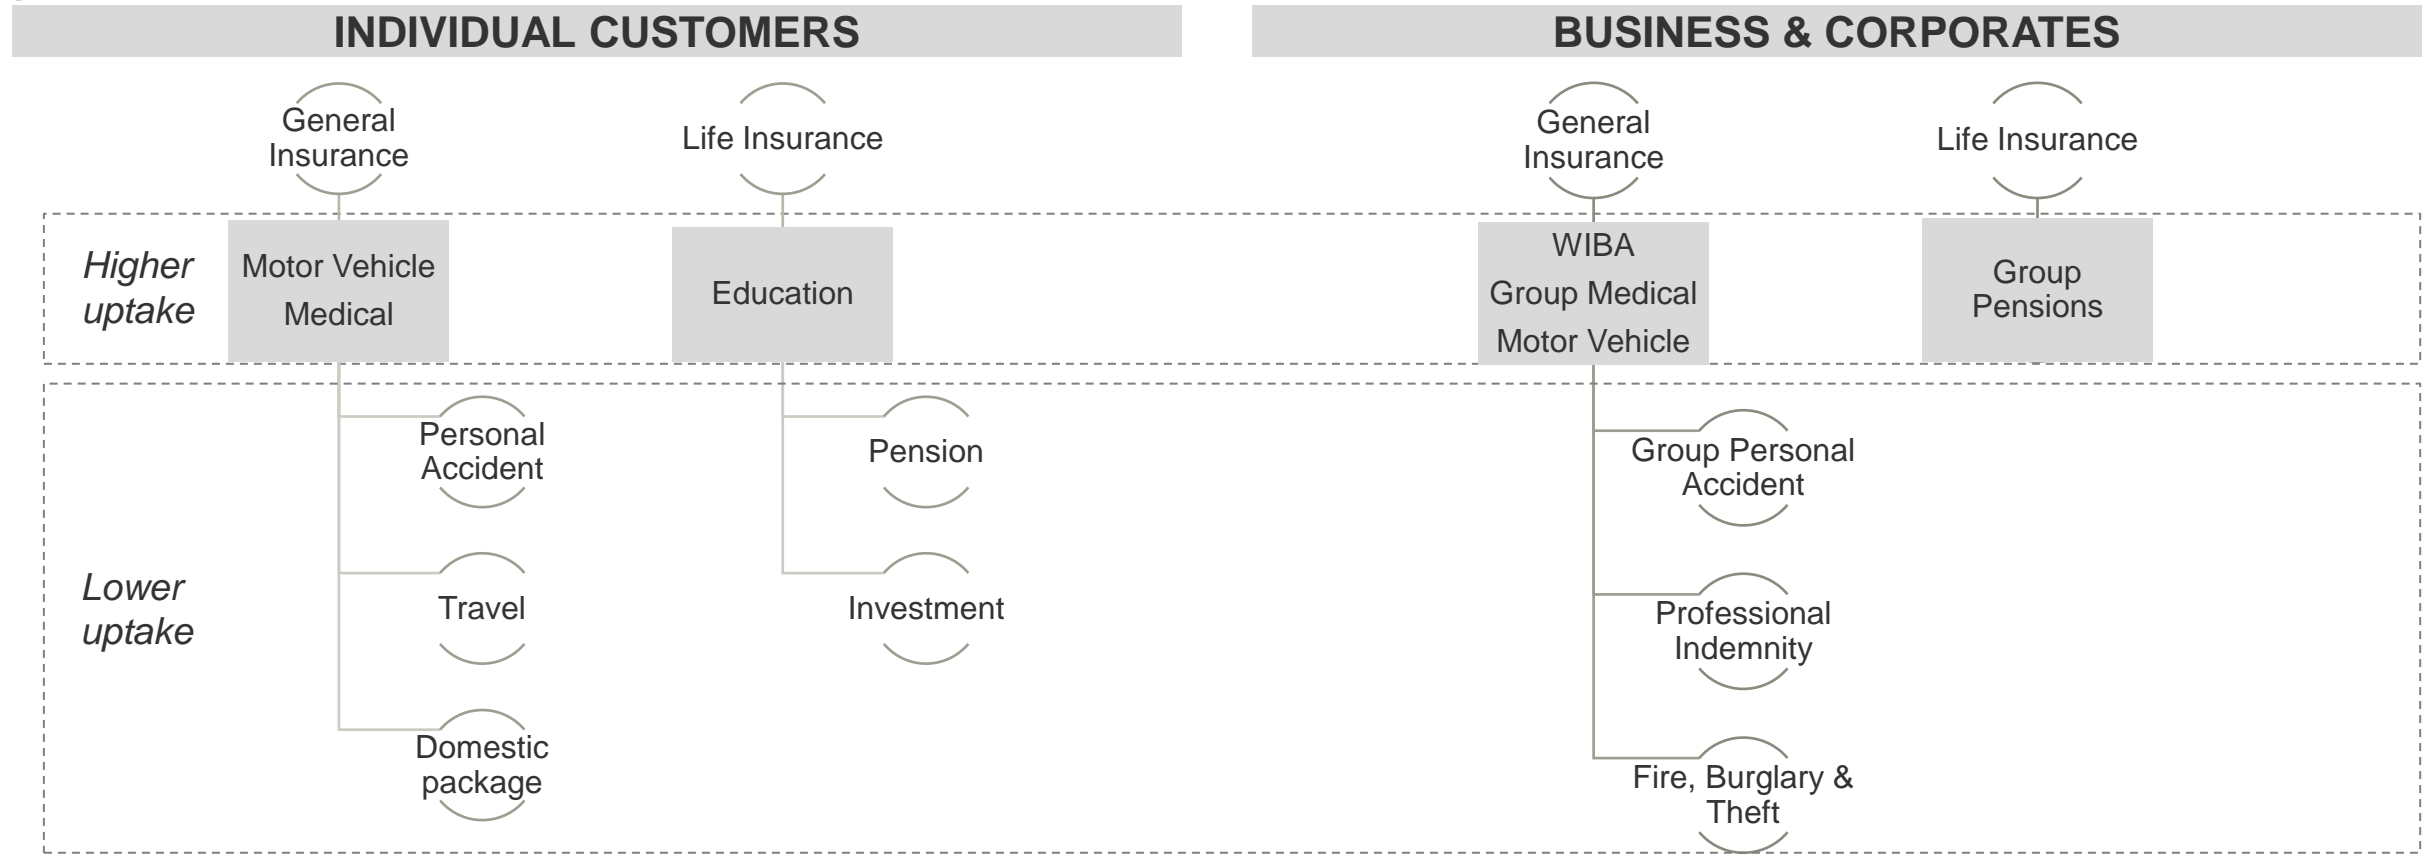 INDIVIDUAL CUSTOMERS
BUSINESS & CORPORATES
General
Insurance
Life Insurance
General
Insurance
Life Insurance
Higher
uptake
Motor Vehicle
Medical
Education
WIBA
Group Medical
Motor Vehicle
Group
Pensions
Lower
uptake
Personal
Accident
Travel
Domestic
package
Pension
Investment
Group Personal
Accident
Professional
Indemnity
Fire, Burglary &
Theft